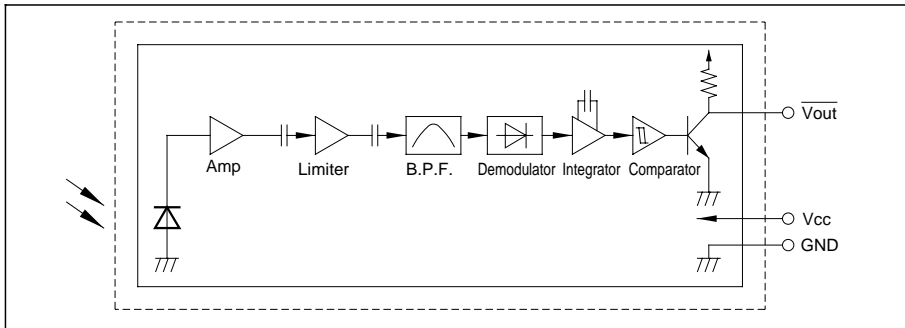 Vout
Amp
Limiter
B.P.F.
Demodulator
Integrator
Comparator
Vcc
GND